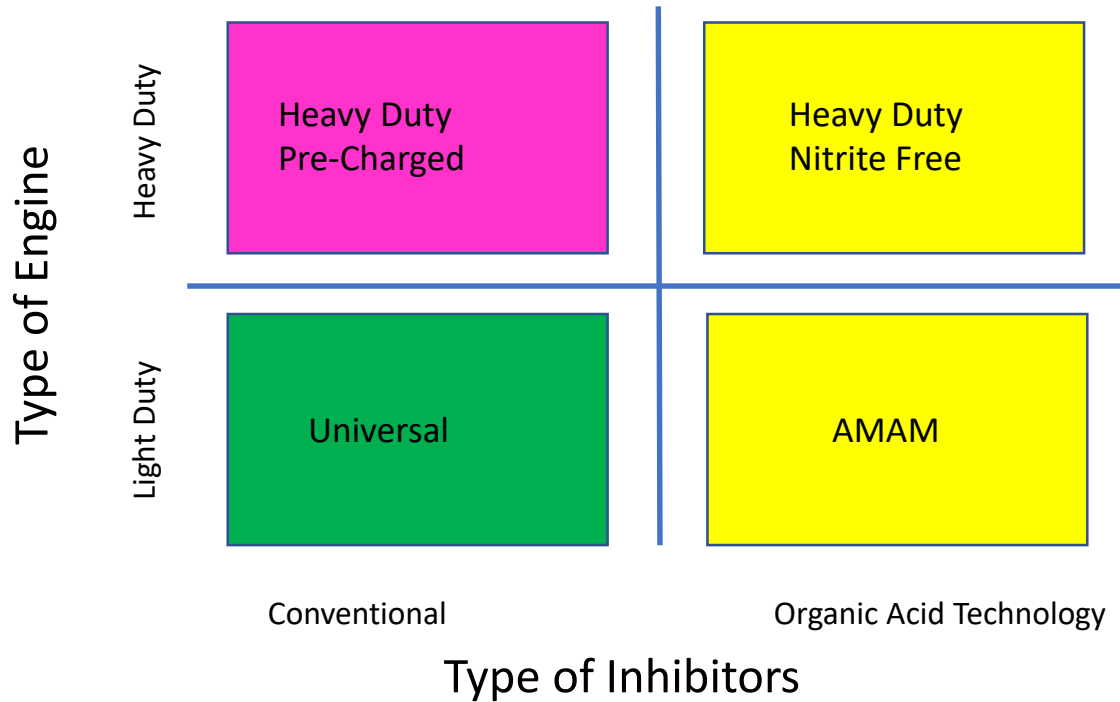 Type of Engine
Heavy Duty
Heavy Duty
Pre-Charged
Heavy Duty
Nitrite Free
Light Duty
Universal
AMAM
Conventional
Organic Acid Technology
Type of Inhibitors